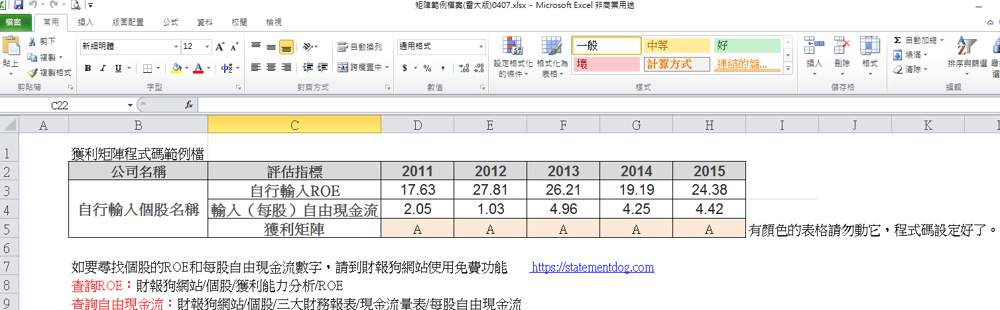 矩陣範例檔案(雷大版)0407.xlsx - Microsoft Excel 非商業用途
檔案 常用 插入 版面配置 公式 資料 校閱 檢視
貼上 剪下 複製 複製格式 剪貼簿
新細明體 12 B I U 中 字型
自動換列 跨欄置中 對齊方式
通用格式 $ % , 數值
設定格式化的條件 格式化為表格 一般 中等 好 壞 計算方式 連結的儲... 樣式
插入 刪除 格式 儲存格
Σ 自動加總 填滿 清除 排序與篩選 編輯
C22 fx
A B C D E F G H I J K
1 獲利矩陣程式碼範例檔
2 公司名稱 評估指標 2011 2012 2013 2014 2015
3 自行輸入ROE 17.63 27.81 26.21 19.19 24.38
自行輸入個股名稱
4 輸入（每股）自由現金流 2.05 1.03 4.96 4.25 4.42
5 獲利矩陣 A A A A A 有顏色的表格請勿動它，程式碼設定好了。
6
7 如要尋找個股的ROE和每股自由現金流數字，請到財報狗網站使用免費功能 https://statementdog.com
8 查詢ROE：財報狗網站/個股/獲利能力分析/ROE
9 查詢自由現金流：財報狗網站/個股/三大財務報表/現金流量表/每股自由現金流